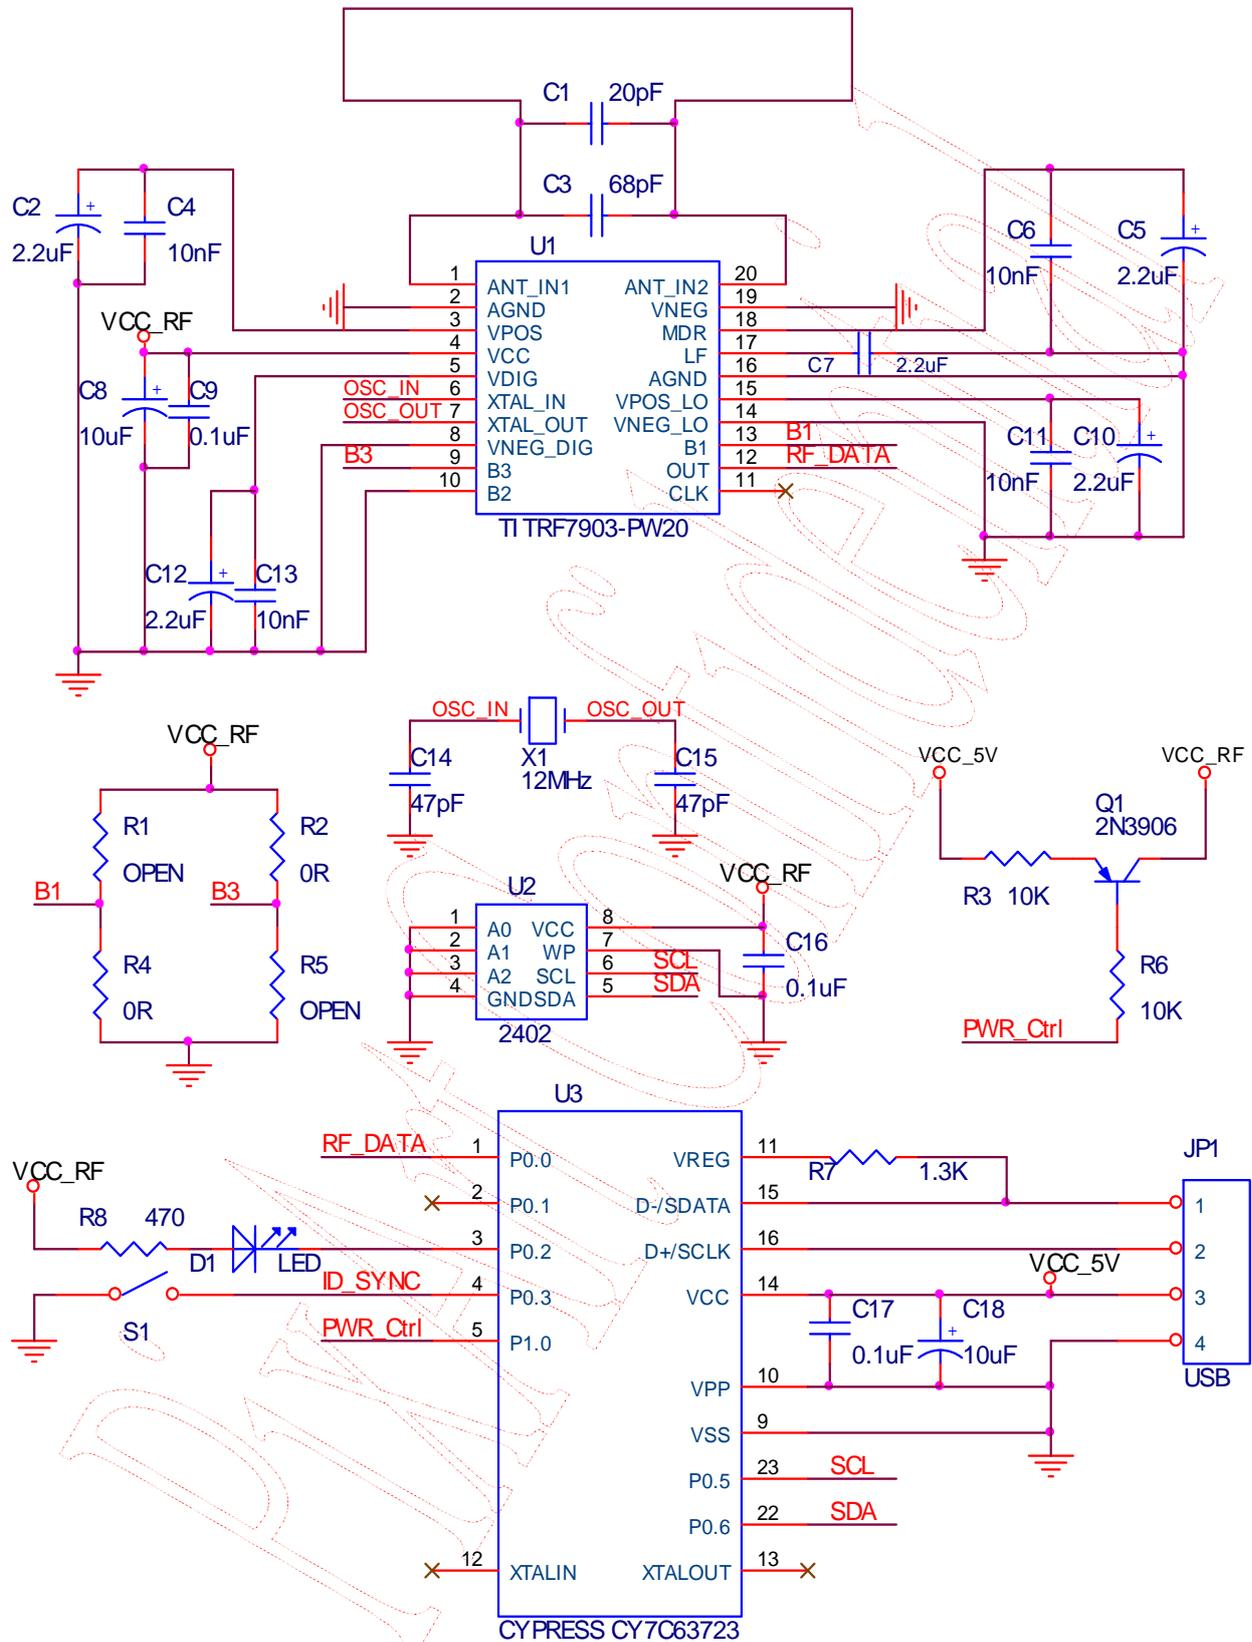 C1 20pF
C3 68pF
C2
2.2uF
C4
10nF
VCC_RF
C8
10uF
C9
0.1uF
C12
2.2uF
C13
10nF
U1
1 ANT_IN1
2 AGND
3 VPOS
4 VCC
5 VDIG
OSC_IN 6 XTAL_IN
OSC_OUT 7 XTAL_OUT
8 VNEG_DIG
B3 9 B3
10 B2
ANT_IN2 20
VNEG 19
MDR 18
LF 17
AGND 16
VPOS_LO 15
VNEG_LO 14
B1 13 B1
OUT 12 RF_DATA
CLK 11
TI TRF7903-PW20
C7 2.2uF
C6
10nF
C5
2.2uF
C11
10nF
C10
2.2uF
VCC_RF
R1
OPEN
R2
0R
B1
B3
R4
0R
R5
OPEN
OSC_IN
OSC_OUT
C14
47pF
X1
12MHz
C15
47pF
VCC_5V
VCC_RF
Q1
2N3906
R3 10K
R6
10K
PWR_Ctrl
U2
1 A0
2 A1
3 A2
4 GND
VCC 8
WP 7
SCL 6 SCL
SDA 5 SDA
2402
VCC_RF
C16
0.1uF
U3
RF_DATA 1 P0.0
2 P0.1
3 P0.2
ID_SYNC 4 P0.3
PWR_Ctrl 5 P1.0
12 XTALIN
VREG 11
D-/SDATA 15
D+/SCLK 16
VCC 14
VPP 10
VSS 9
P0.5 23 SCL
P0.6 22 SDA
XTALOUT 13
CYPRESS CY7C63723
VCC_RF
R8 470
D1 LED
S1
R7 1.3K
VCC_5V
C17
0.1uF
C18
10uF
JP1
1
2
3
4
USB